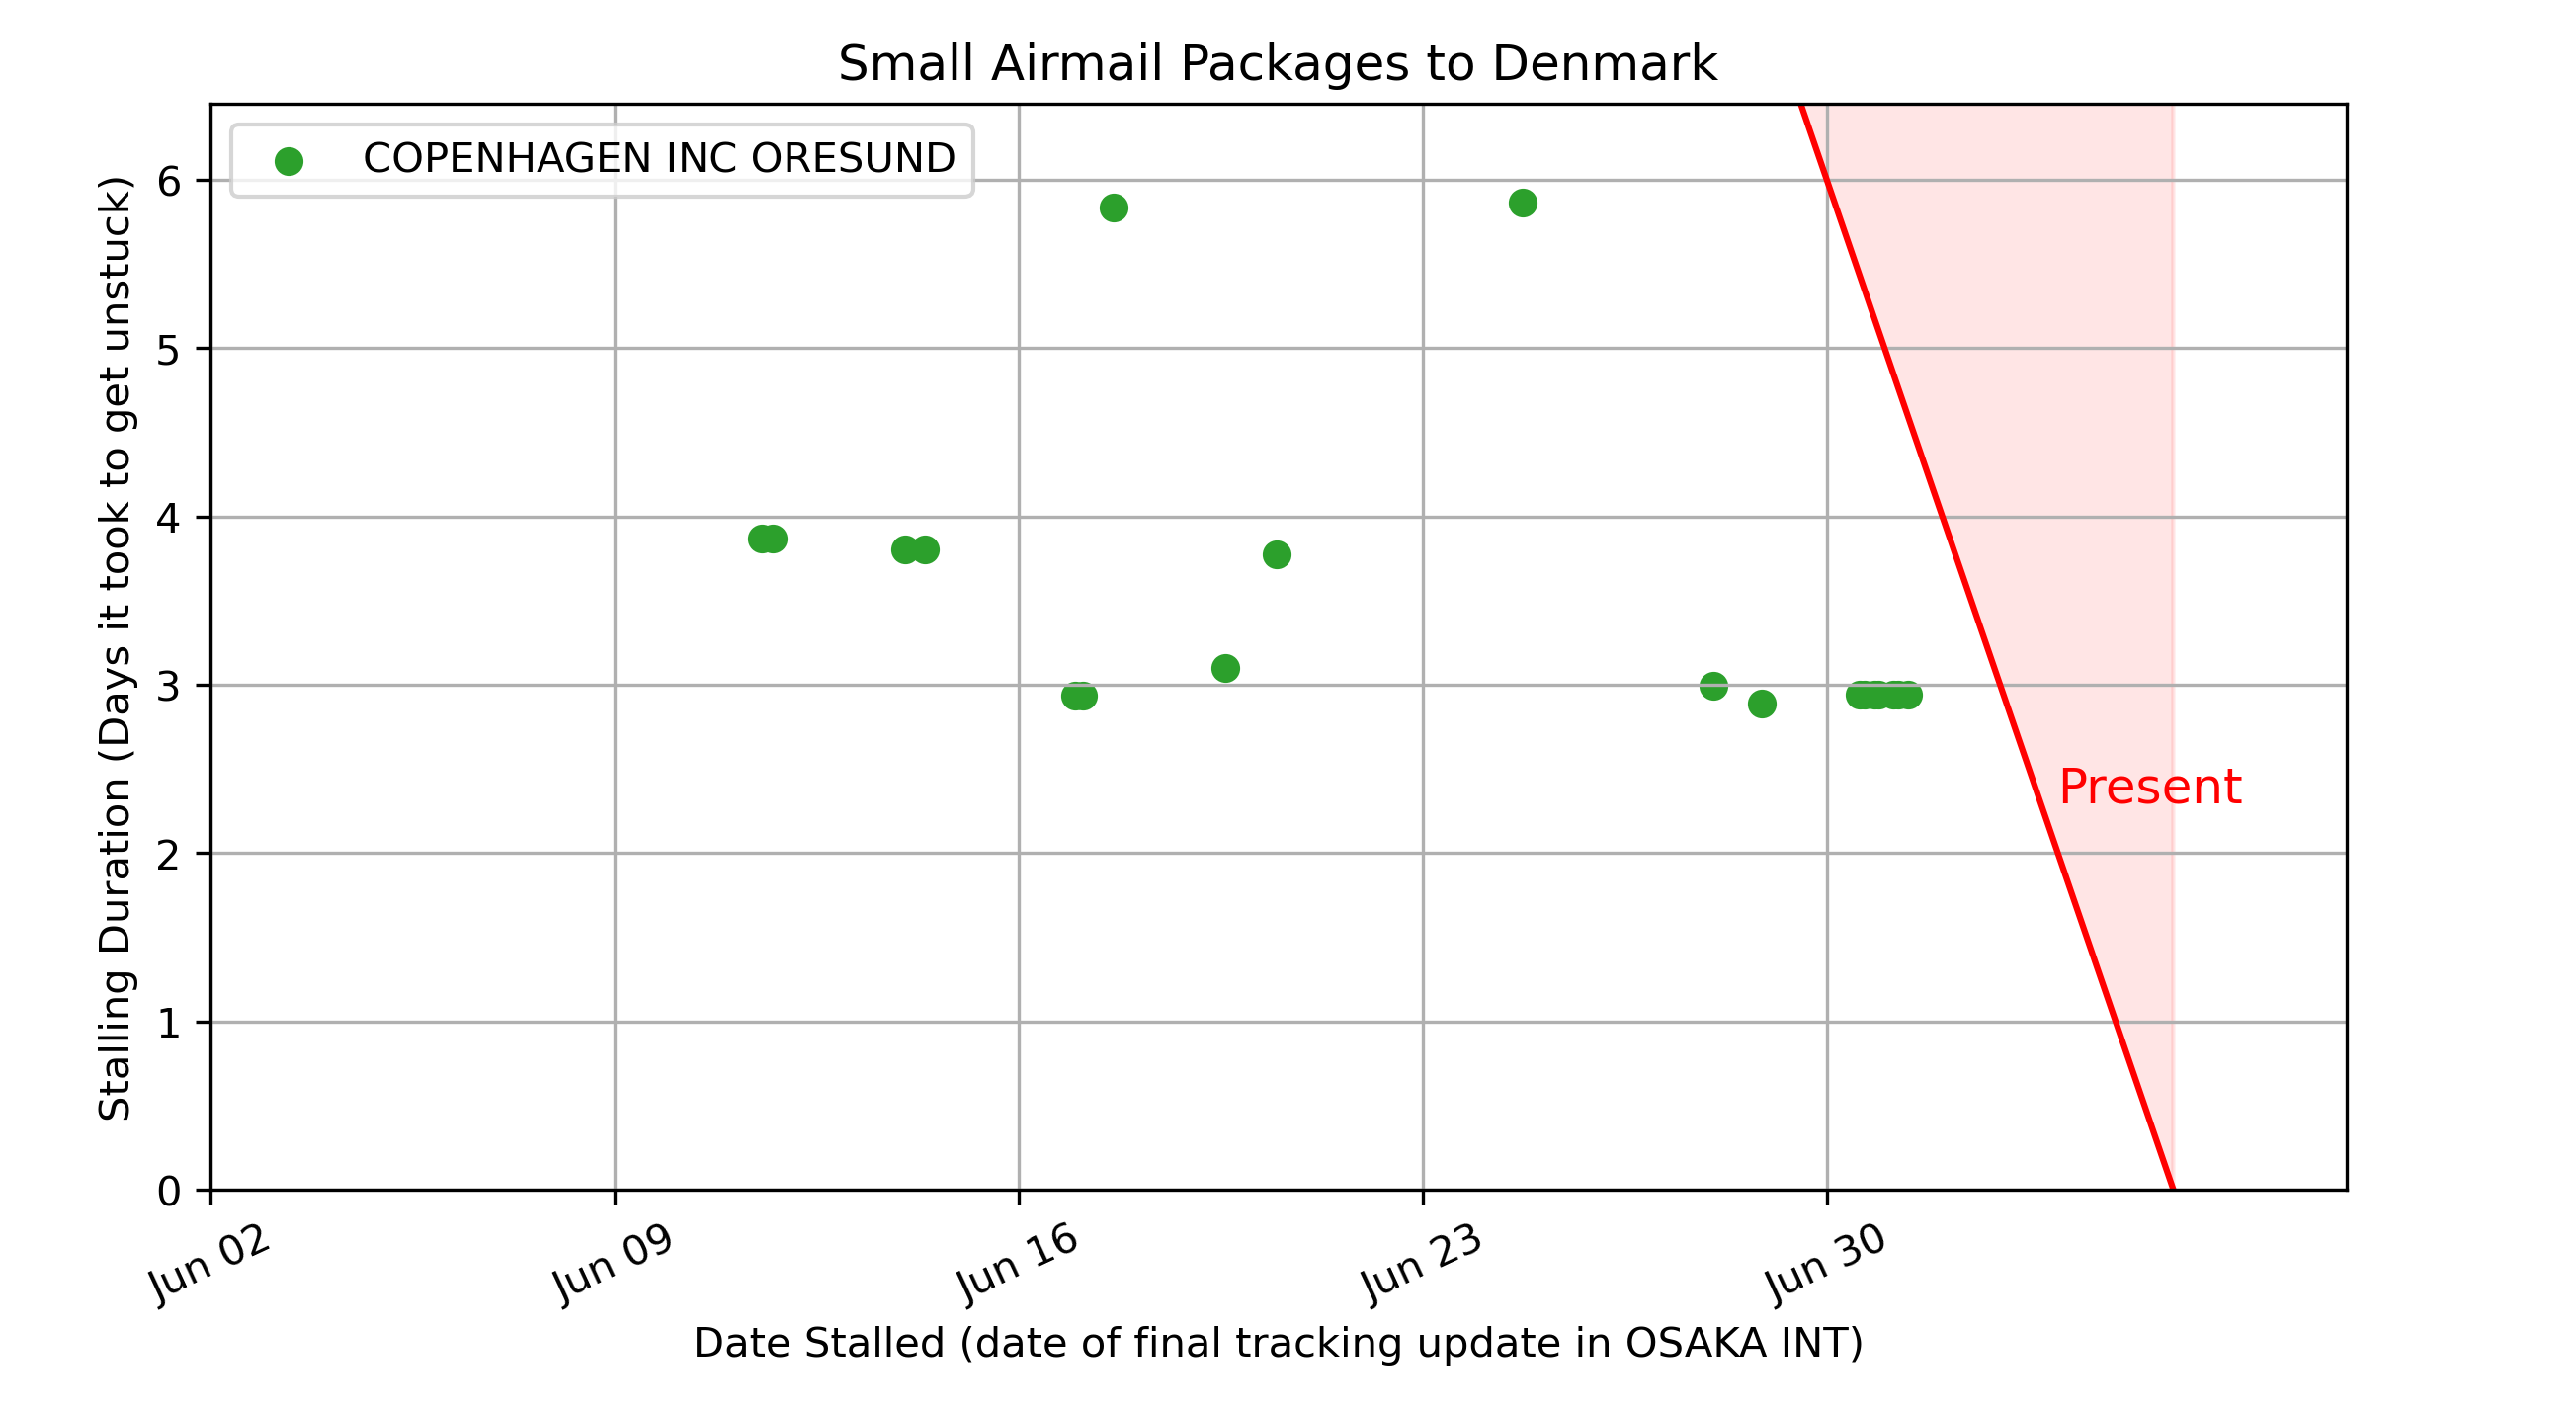 Small Airmail Packages to Denmark
COPENHAGEN INC ORESUND
Stalling Duration (Days it took to get unstuck)
6
5
4
3
2
1
0
Present
Jun 02
Jun 09
Jun 16
Jun 23
Jun 30
Date Stalled (date of final tracking update in OSAKA INT)